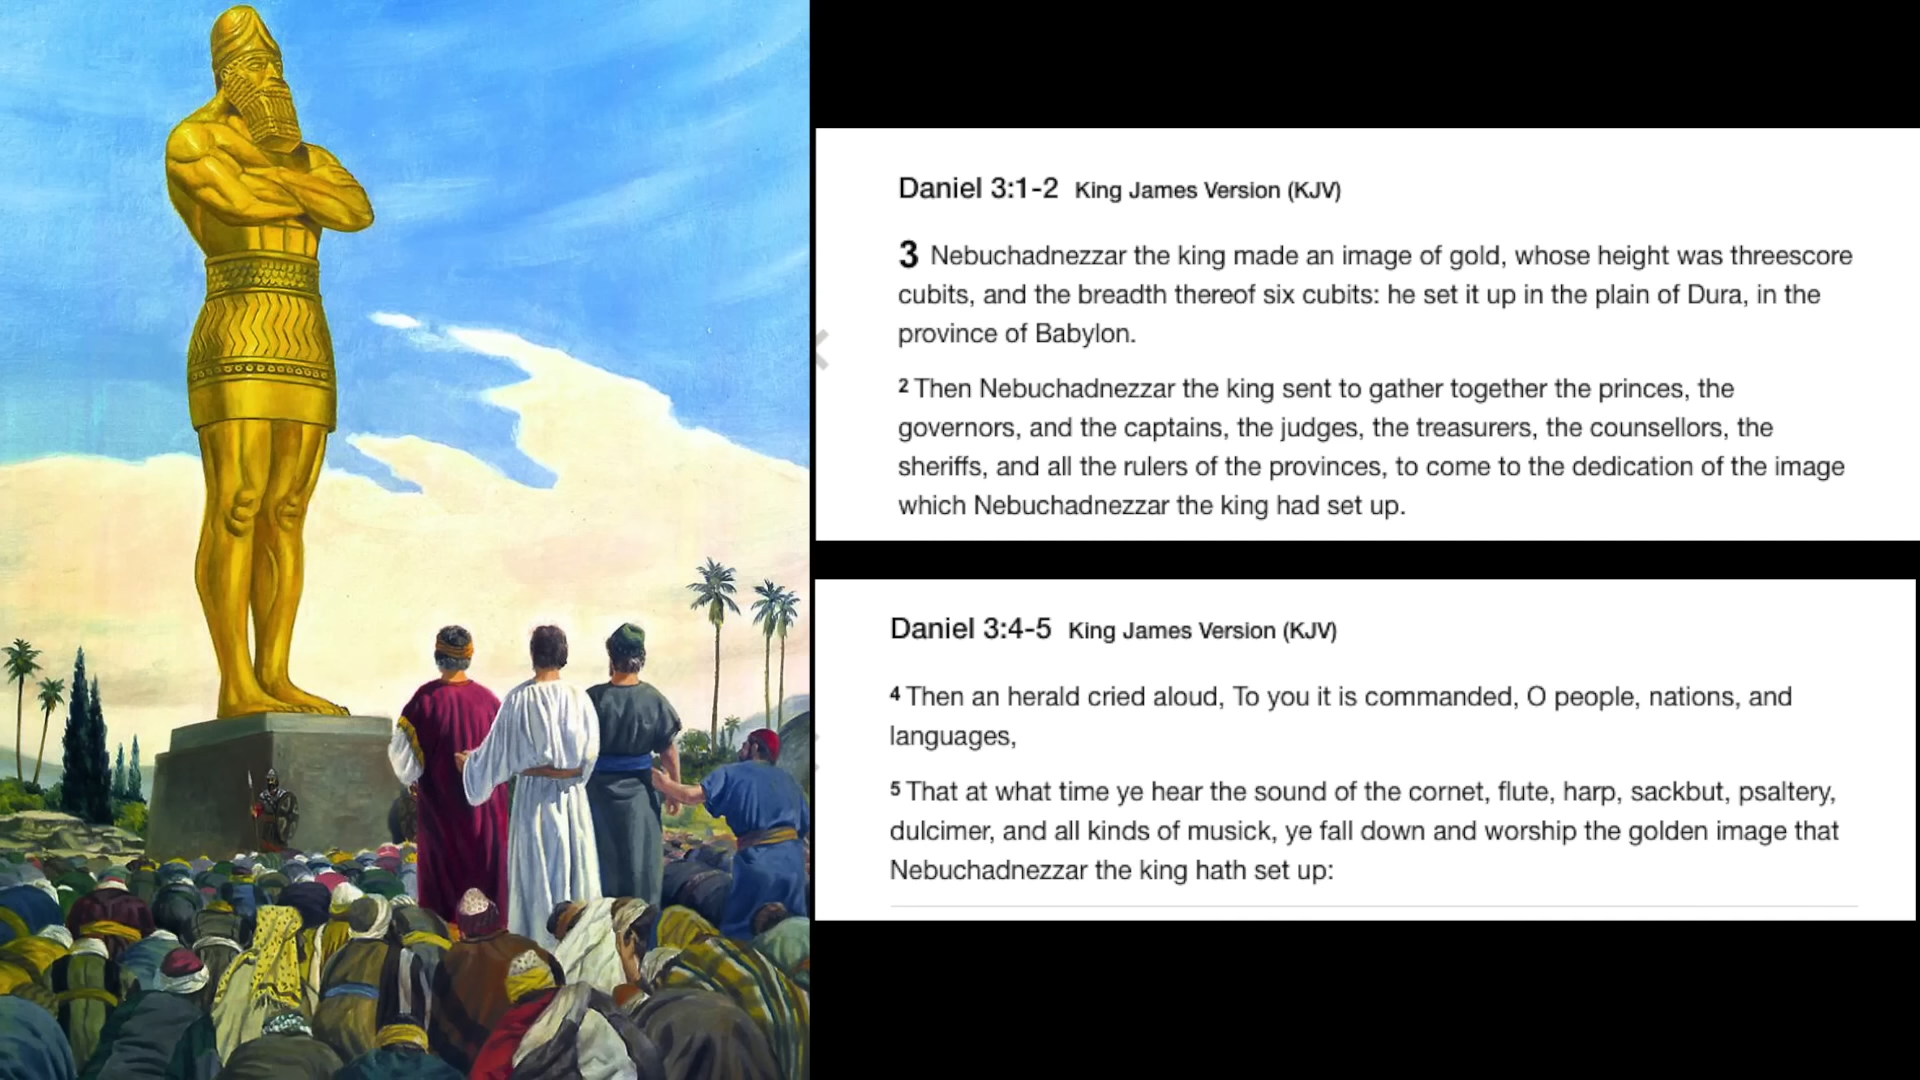 Daniel 3:1-2 King James Version (KJV)
3 Nebuchadnezzar the king made an image of gold, whose height was threescore
cubits, and the breadth thereof six cubits: he set it up in the plain of Dura, in the
province of Babylon.
2 Then Nebuchadnezzar the king sent to gather together the princes, the
governors, and the captains, the judges, the treasurers, the counsellors, the
sheriffs, and all the rulers of the provinces, to come to the dedication of the image
which Nebuchadnezzar the king had set up.
Daniel 3:4-5 King James Version (KJV)
4 Then an herald cried aloud, To you it is commanded, O people, nations, and
languages,
5 That at what time ye hear the sound of the cornet, flute, harp, sackbut, psaltery,
dulcimer, and all kinds of musick, ye fall down and worship the golden image that
Nebuchadnezzar the king hath set up: